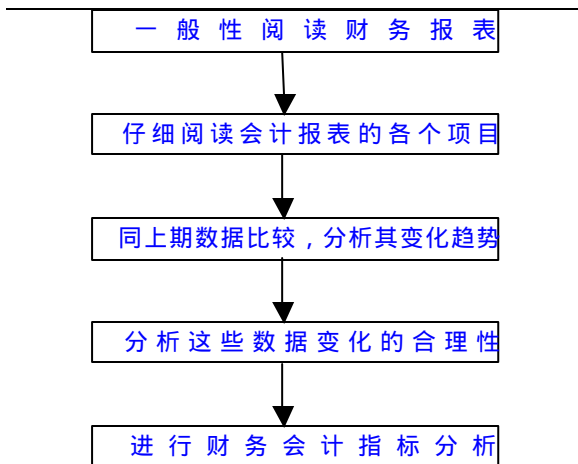 一般性阅读财务报表
仔细阅读会计报表的各个项目
同上期数据比较，分析其变化趋势
分析这些数据变化的合理性
进行财务会计指标分析